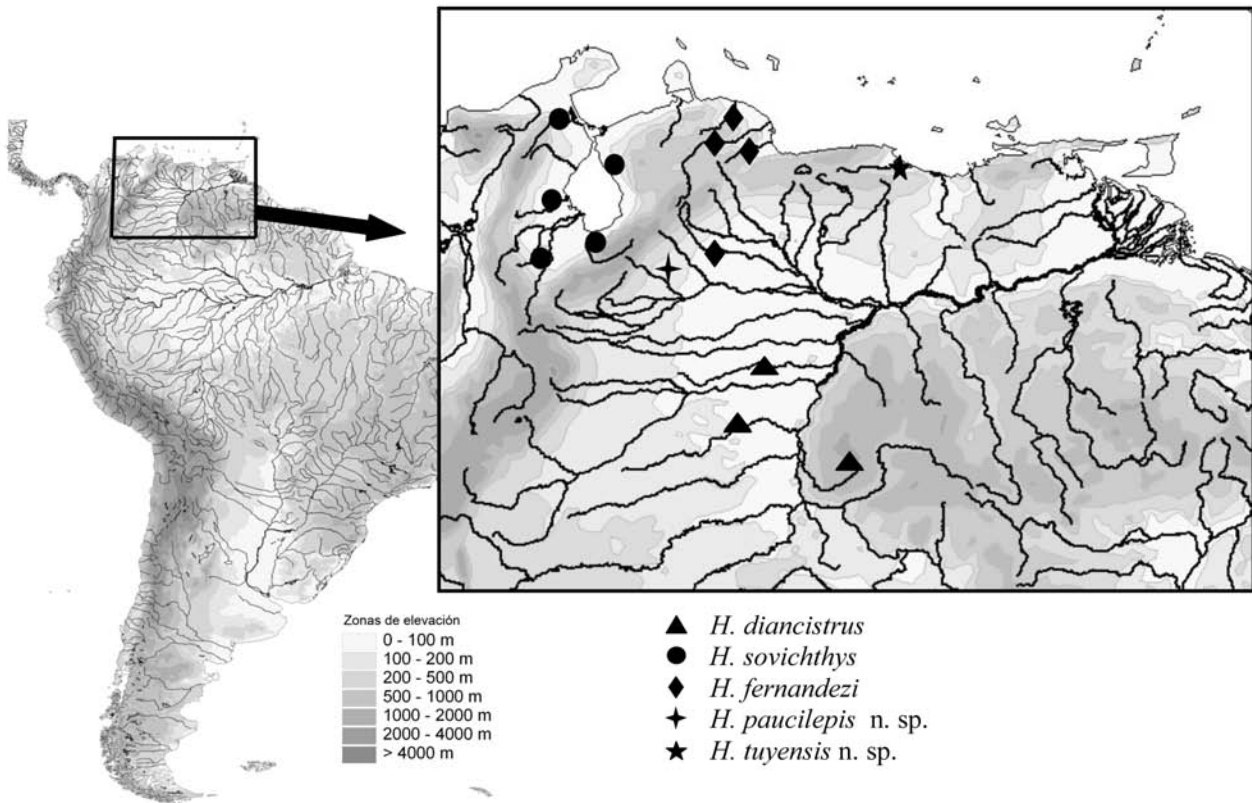 Zonas de elevación
0 - 100 m
100 - 200 m
200 - 500 m
500 - 1000 m
1000 - 2000 m
2000 - 4000 m
> 4000 m
H. diancistrus
H. sovichthys
H. fernandezi
H. paucilepis n. sp.
H. tuyensis n. sp.